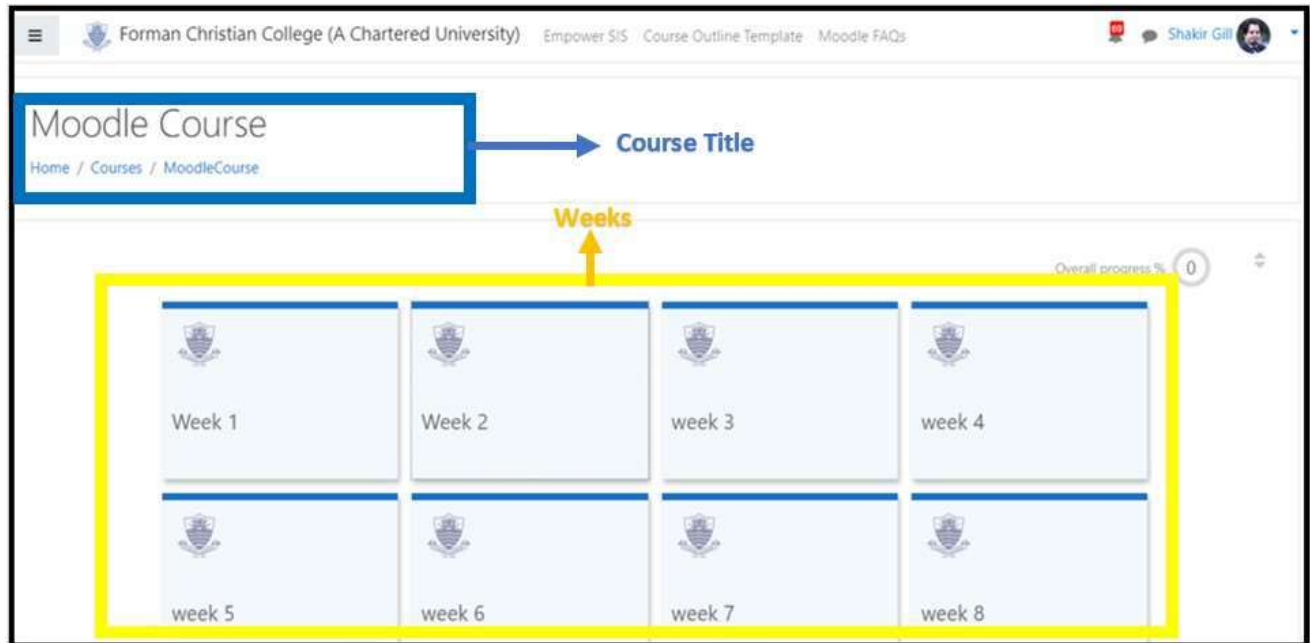 Forman Christian College (A Chartered University) Empower SIS Course Outline Template Moodle FAQs Shakir Gill
Moodle Course
Home / Courses / MoodleCourse
Course Title
Weeks
Overall progress % 0
Week 1 Week 2 week 3 week 4
week 5 week 6 week 7 week 8